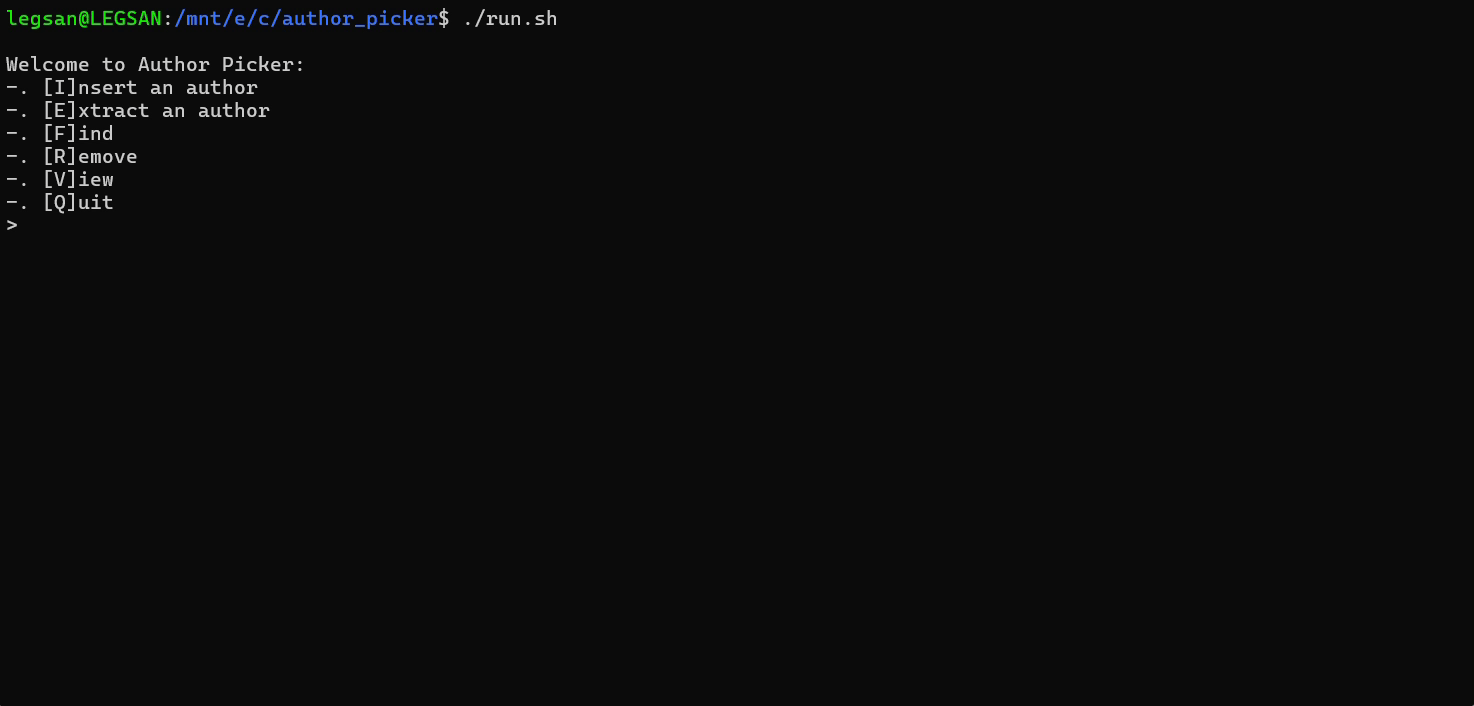 legsan@LEGSAN:/mnt/e/c/author_picker$ ./run.sh
Welcome to Author Picker:
-. [I]nsert an author
-. [E]xtract an author
-. [F]ind
-. [R]emove
-. [V]iew
-. [Q]uit
>